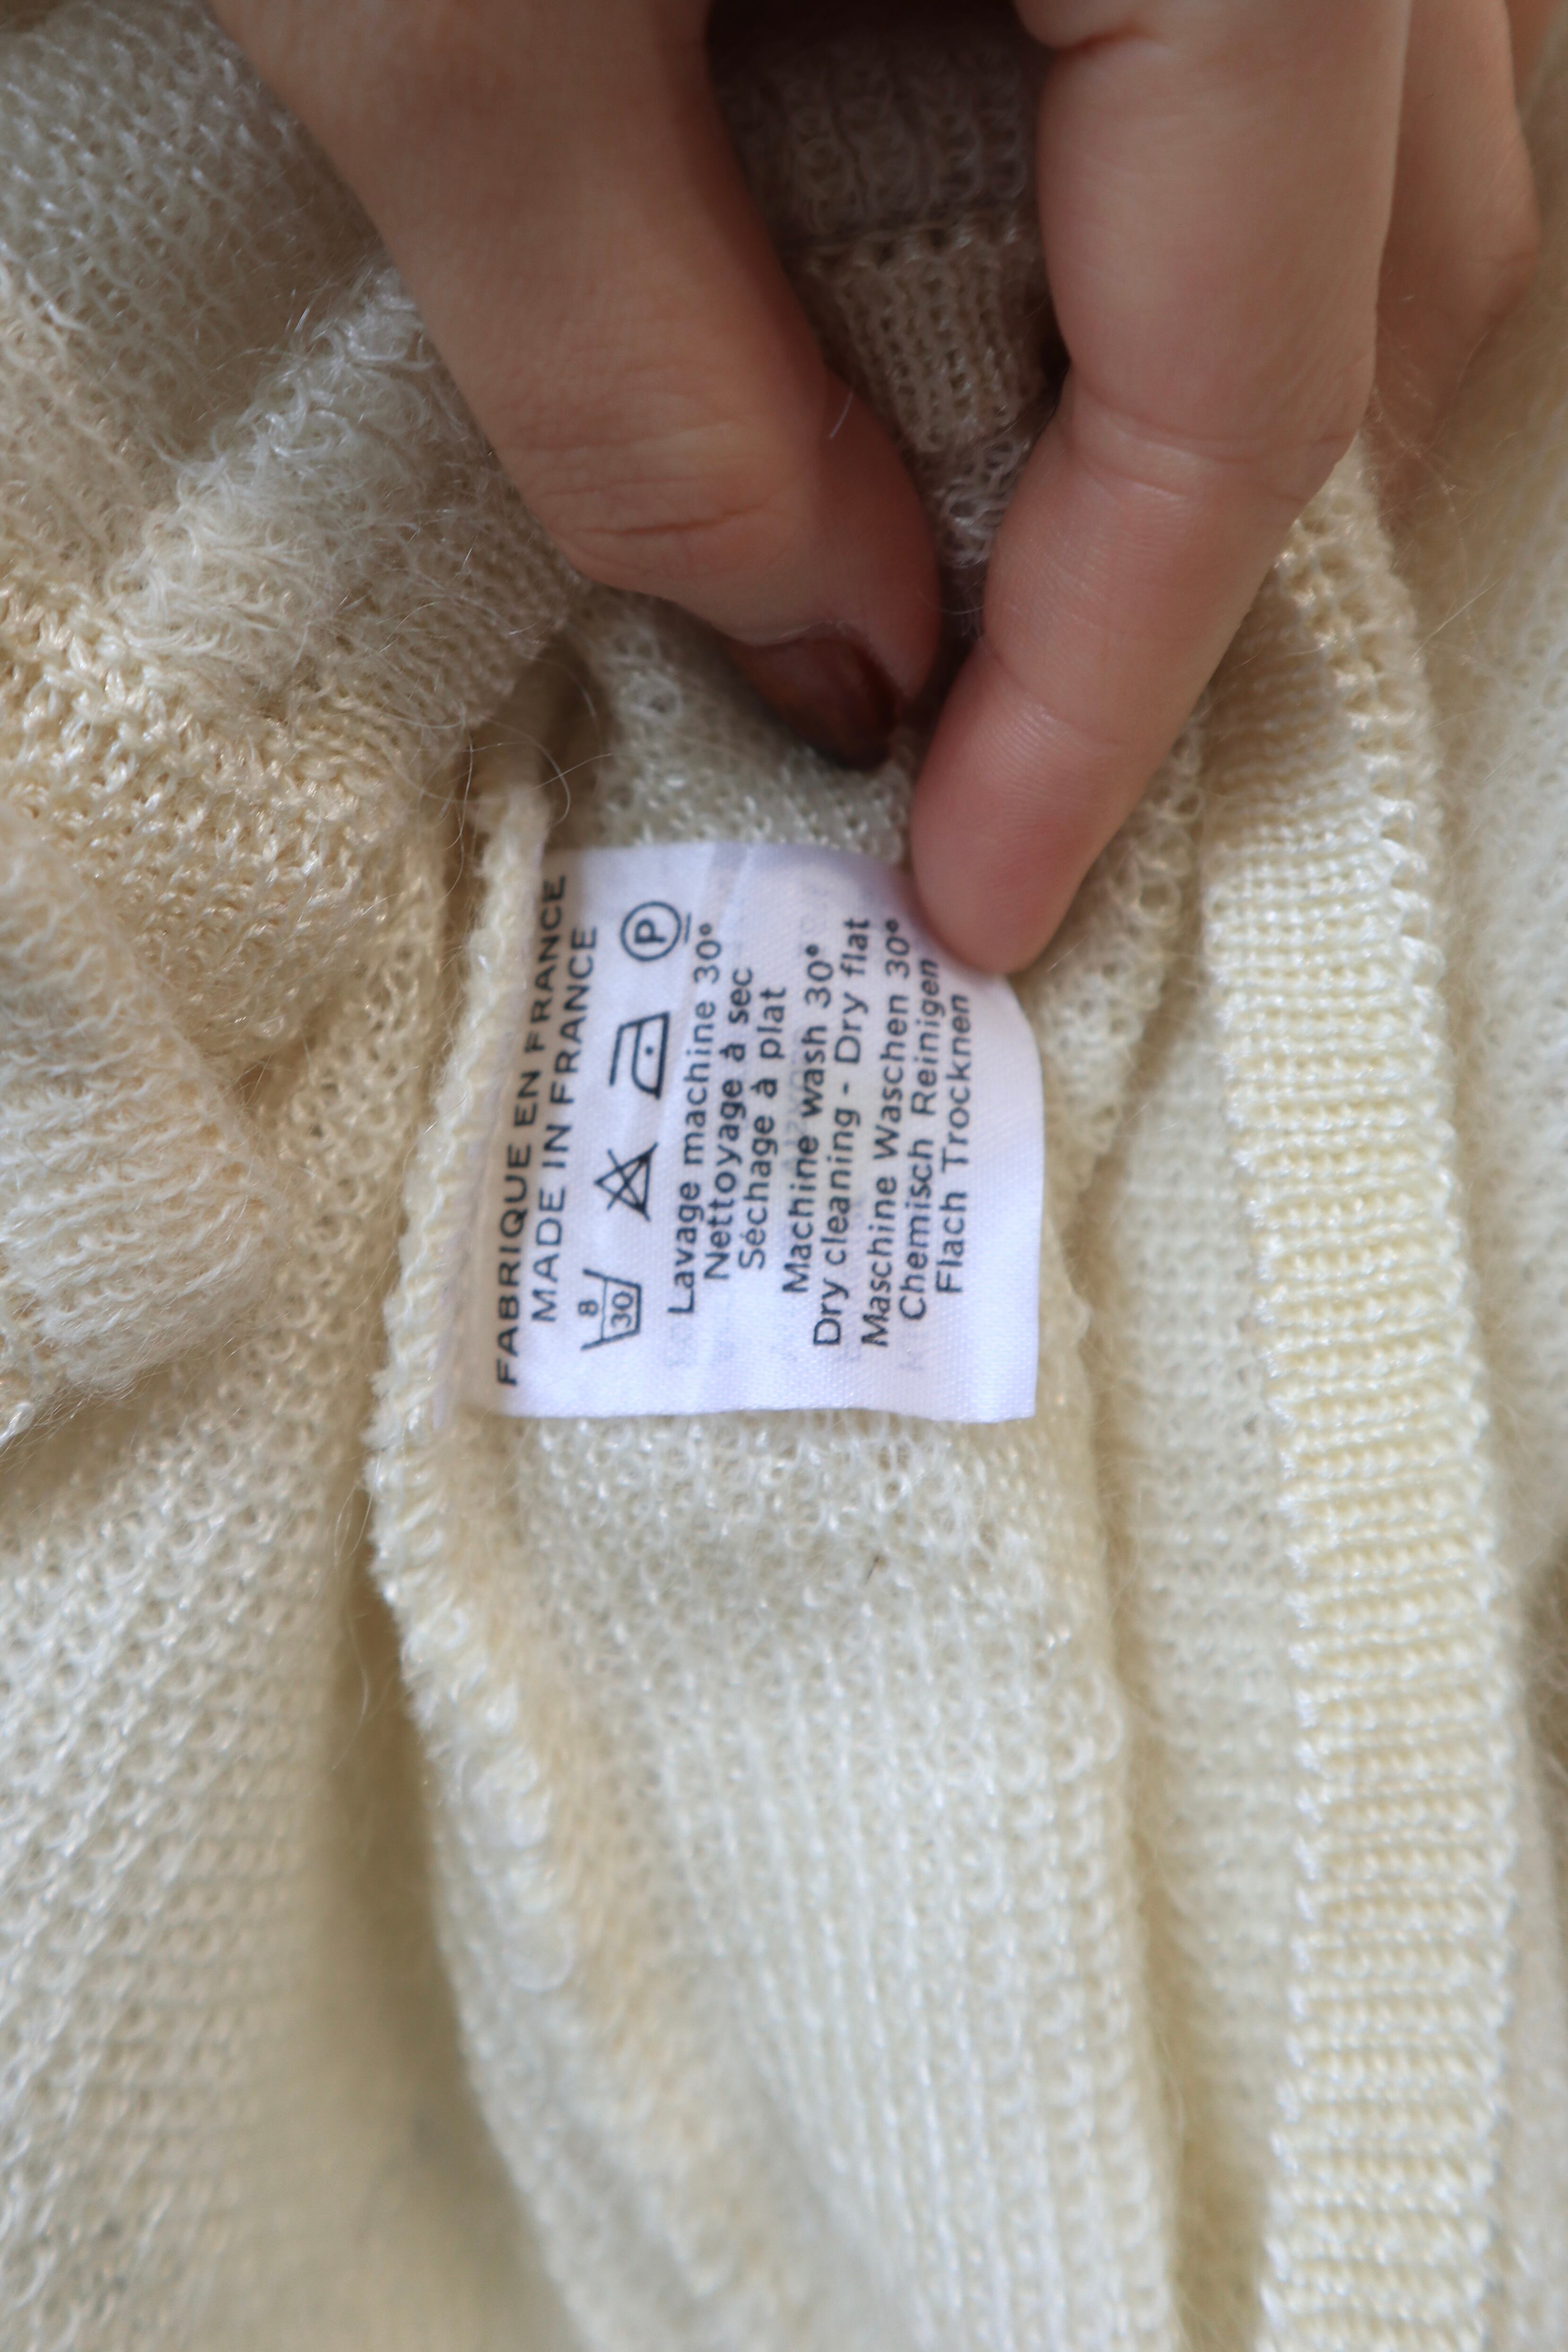 FABRIQUE EN FRANCE
MADE IN FRANCE
8 30 P
Lavage machine 30°
Nettoyage à sec
Séchage à plat
Machine wash 30°
Dry cleaning - Dry flat
Maschine Waschen 30°
Chemisch Reinigen
Flach Trocknen